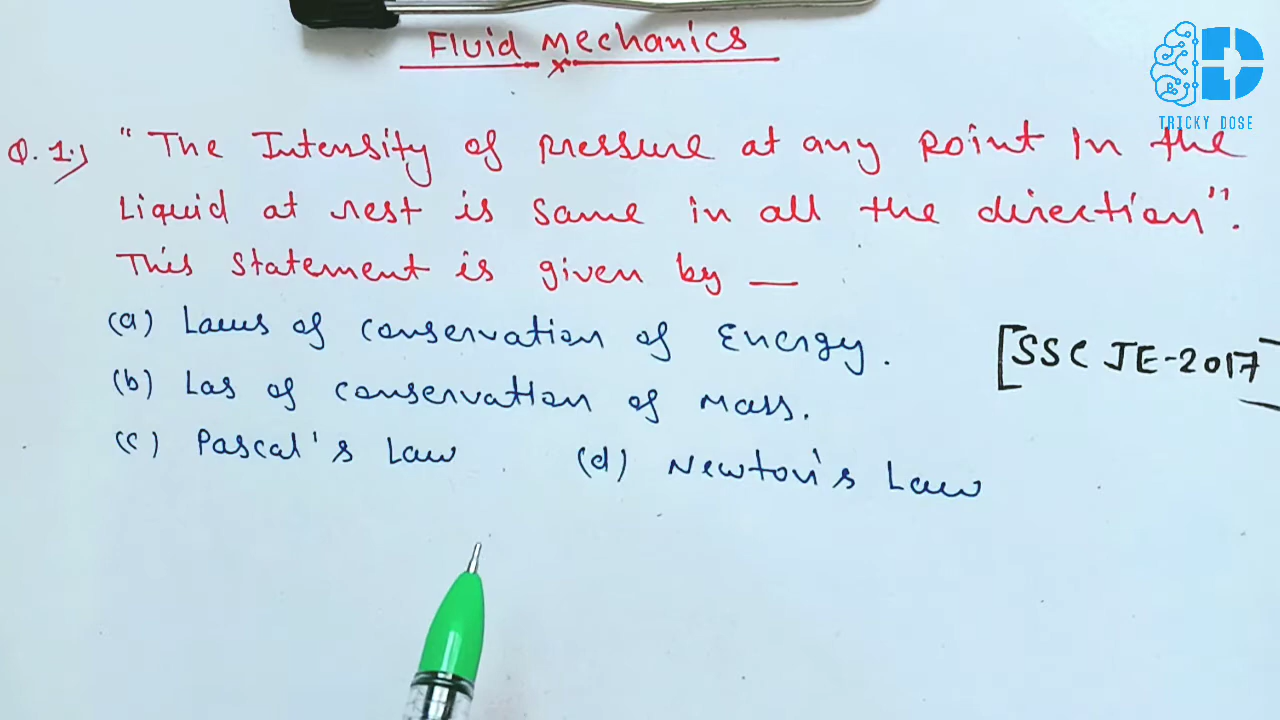 Fluid Mechanics
TRICKY DOSE
Q.1.) "The Intensity of pressure at any point In the
Liquid at rest is same in all the direction".
This statement is given by —
(a) Laws of conservation of Energy.
[SSC JE-2017]
(b) Las of conservation of mass.
(c) Pascal's Law (d) Newton's Law